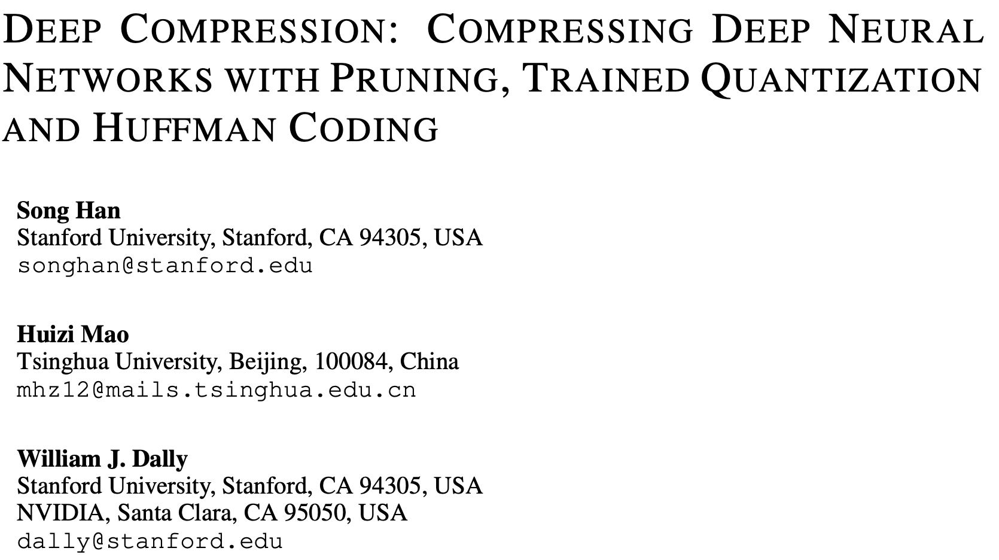 DEEP COMPRESSION: COMPRESSING DEEP NEURAL
NETWORKS WITH PRUNING, TRAINED QUANTIZATION
AND HUFFMAN CODING
Song Han
Stanford University, Stanford, CA 94305, USA
songhan@stanford.edu
Huizi Mao
Tsinghua University, Beijing, 100084, China
mhz12@mails.tsinghua.edu.cn
William J. Dally
Stanford University, Stanford, CA 94305, USA
NVIDIA, Santa Clara, CA 95050, USA
dally@stanford.edu